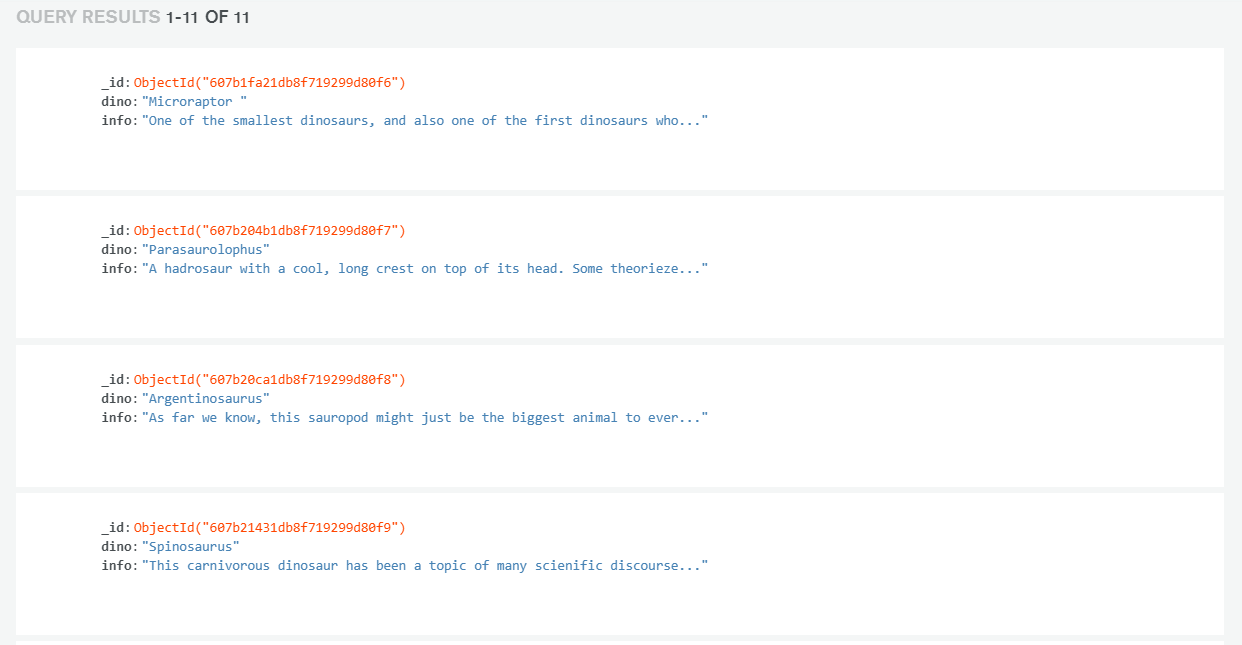 QUERY RESULTS 1-11 OF 11
_id: ObjectId("607b1fa21db8f719299d80f6")
dino: "Microraptor "
info: "One of the smallest dinosaurs, and also one of the first dinosaurs who..."
_id: ObjectId("607b204b1db8f719299d80f7")
dino: "Parasaurolophus"
info: "A hadrosaur with a cool, long crest on top of its head. Some theorieze..."
_id: ObjectId("607b20ca1db8f719299d80f8")
dino: "Argentinosaurus"
info: "As far we know, this sauropod might just be the biggest animal to ever..."
_id: ObjectId("607b21431db8f719299d80f9")
dino: "Spinosaurus"
info: "This carnivorous dinosaur has been a topic of many scienific discourse..."